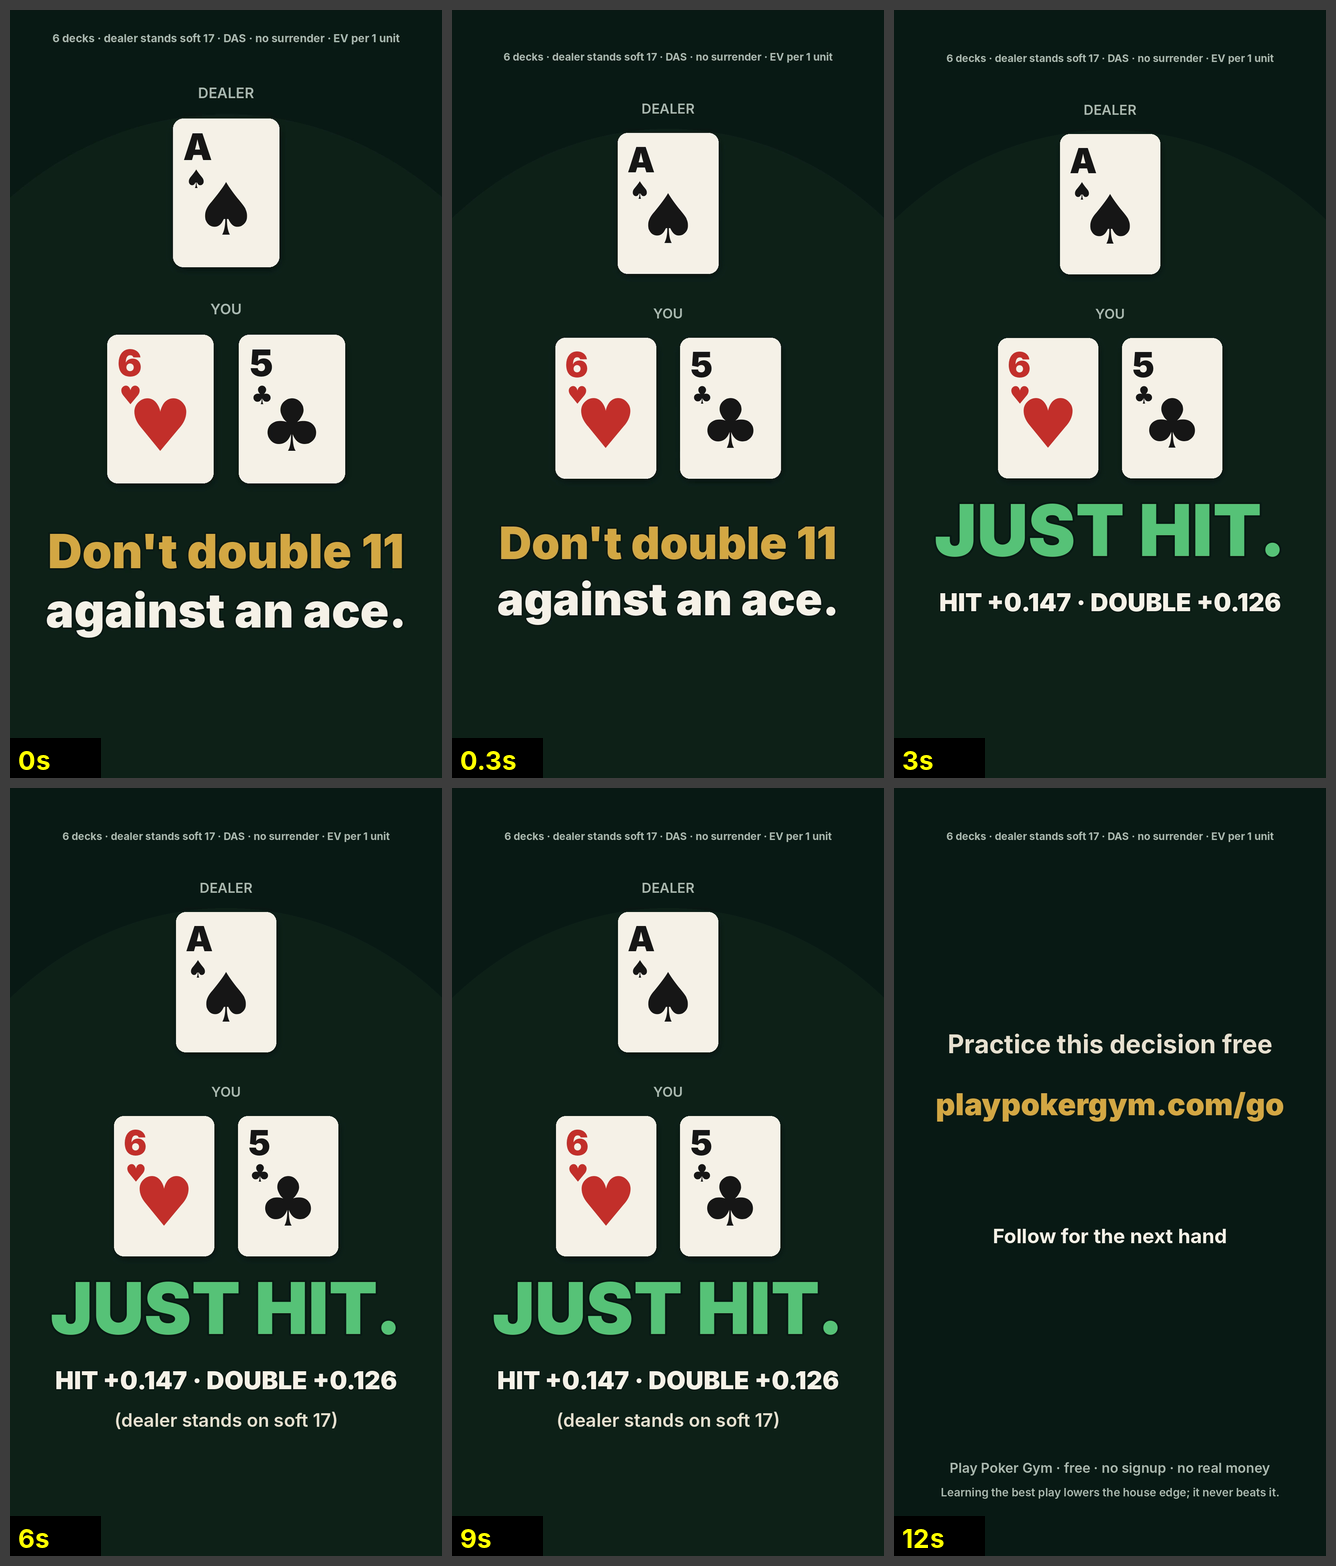 6 decks · dealer stands soft 17 · DAS · no surrender · EV per 1 unit
DEALER
A
YOU
6
5
Don't double 11
against an ace.
0s
6 decks · dealer stands soft 17 · DAS · no surrender · EV per 1 unit
DEALER
A
YOU
6
5
Don't double 11
against an ace.
0.3s
6 decks · dealer stands soft 17 · DAS · no surrender · EV per 1 unit
DEALER
A
YOU
6
5
JUST HIT.
HIT +0.147 · DOUBLE +0.126
3s
6 decks · dealer stands soft 17 · DAS · no surrender · EV per 1 unit
DEALER
A
YOU
6
5
JUST HIT.
HIT +0.147 · DOUBLE +0.126
(dealer stands on soft 17)
6s
6 decks · dealer stands soft 17 · DAS · no surrender · EV per 1 unit
DEALER
A
YOU
6
5
JUST HIT.
HIT +0.147 · DOUBLE +0.126
(dealer stands on soft 17)
9s
6 decks · dealer stands soft 17 · DAS · no surrender · EV per 1 unit
Practice this decision free
playpokergym.com/go
Follow for the next hand
Play Poker Gym · free · no signup · no real money
Learning the best play lowers the house edge; it never beats it.
12s